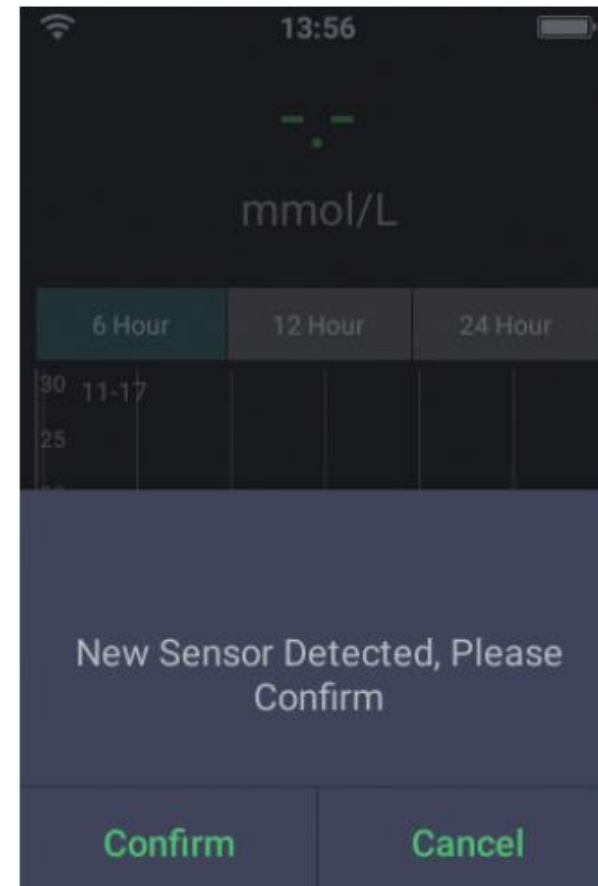 13:56
-.-
mmol/L
6 Hour 12 Hour 24 Hour
30 11-17
25
New Sensor Detected, Please
Confirm
Confirm Cancel